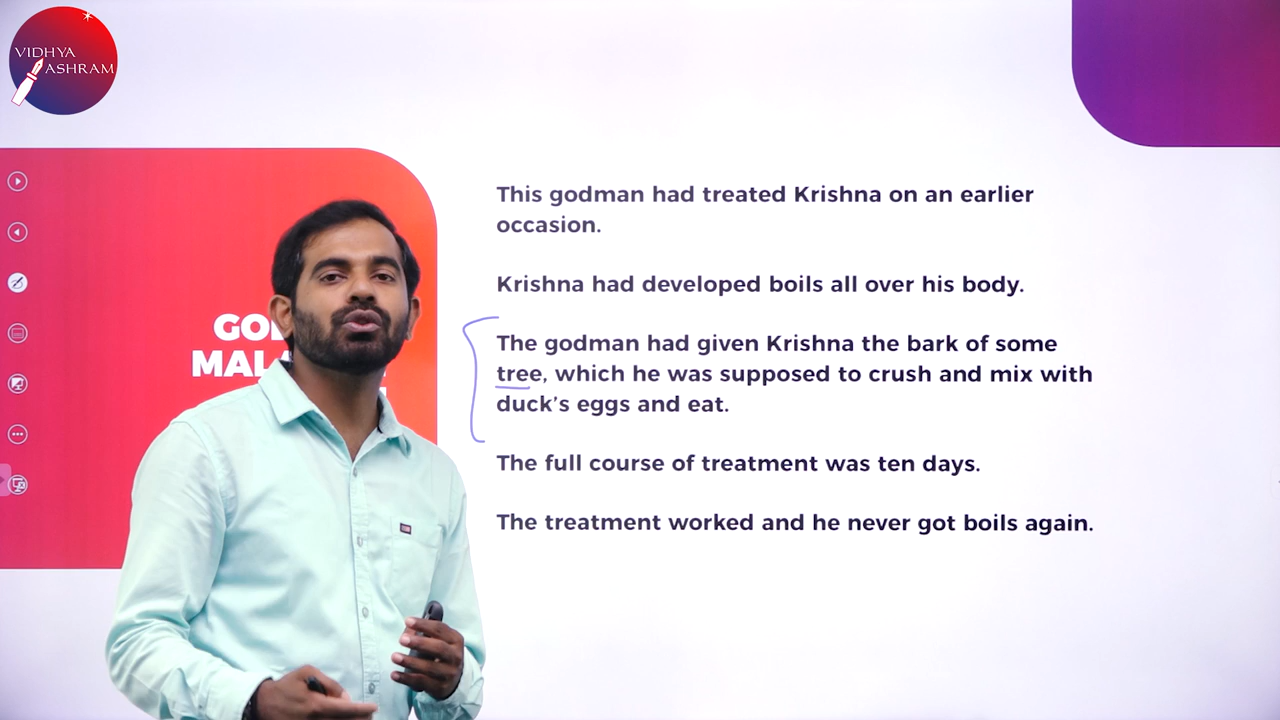 VIDHYA
ASHRAM
This godman had treated Krishna on an earlier
occasion.
Krishna had developed boils all over his body.
The godman had given Krishna the bark of some
tree, which he was supposed to crush and mix with
duck’s eggs and eat.
The full course of treatment was ten days.
The treatment worked and he never got boils again.